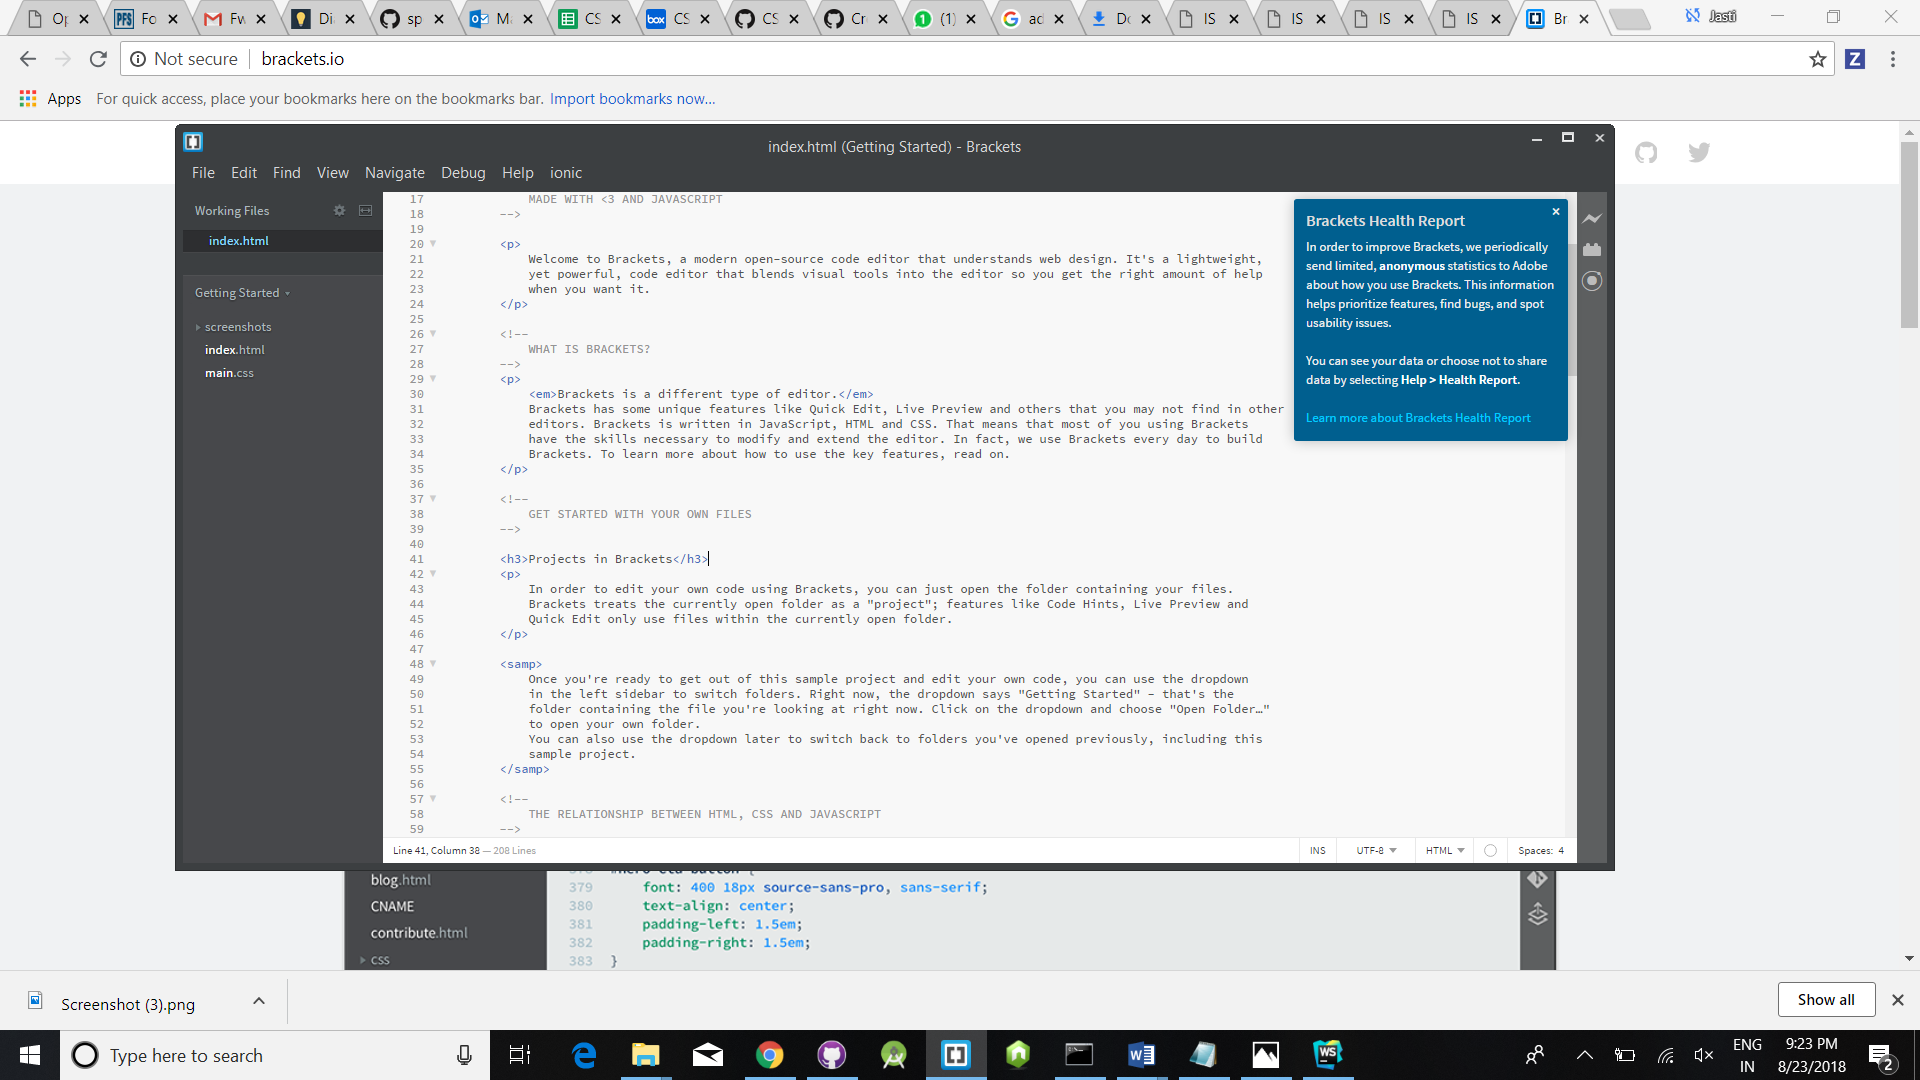 Op
Fo
Fw
Di
sp
Ma
CS
CS
CS
Cr
(1)
ad
Do
IS
IS
IS
IS
Br
Jasti
Not secure
brackets.io
Z
Apps
For quick access, place your bookmarks here on the bookmarks bar. Import bookmarks now...
index.html (Getting Started) - Brackets
File Edit Find View Navigate Debug Help ionic
Working Files
index.html
Getting Started
screenshots
index.html
main.css
17 MADE WITH <3 AND JAVASCRIPT
18 -->
19
20 <p>
21 Welcome to Brackets, a modern open-source code editor that understands web design. It's a lightweight,
22 yet powerful, code editor that blends visual tools into the editor so you get the right amount of help
23 when you want it.
24 </p>
25
26 <!--
27 WHAT IS BRACKETS?
28 -->
29 <p>
30 <em>Brackets is a different type of editor.</em>
31 Brackets has some unique features like Quick Edit, Live Preview and others that you may not find in other
32 editors. Brackets is written in JavaScript, HTML and CSS. That means that most of you using Brackets
33 have the skills necessary to modify and extend the editor. In fact, we use Brackets every day to build
34 Brackets. To learn more about how to use the key features, read on.
35 </p>
36
37 <!--
38 GET STARTED WITH YOUR OWN FILES
39 -->
40
41 <h3>Projects in Brackets</h3>
42 <p>
43 In order to edit your own code using Brackets, you can just open the folder containing your files.
44 Brackets treats the currently open folder as a "project"; features like Code Hints, Live Preview and
45 Quick Edit only use files within the currently open folder.
46 </p>
47
48 <samp>
49 Once you're ready to get out of this sample project and edit your own code, you can use the dropdown
50 in the left sidebar to switch folders. Right now, the dropdown says "Getting Started" - that's the
51 folder containing the file you're looking at right now. Click on the dropdown and choose "Open Folder…"
52 to open your own folder.
53 You can also use the dropdown later to switch back to folders you've opened previously, including this
54 sample project.
55 </samp>
56
57 <!--
58 THE RELATIONSHIP BETWEEN HTML, CSS AND JAVASCRIPT
59 -->
Brackets Health Report
In order to improve Brackets, we periodically
send limited, anonymous statistics to Adobe
about how you use Brackets. This information
helps prioritize features, find bugs, and spot
usability issues.
You can see your data or choose not to share
data by selecting Help > Health Report.
Learn more about Brackets Health Report
Line 41, Column 38 — 208 Lines
INS UTF-8 HTML Spaces: 4
blog.html
CNAME
contribute.html
css
379 font: 400 18px source-sans-pro, sans-serif;
380 text-align: center;
381 padding-left: 1.5em;
382 padding-right: 1.5em;
383 }
Screenshot (3).png
Show all
Type here to search
ENG
IN
9:23 PM
8/23/2018
2